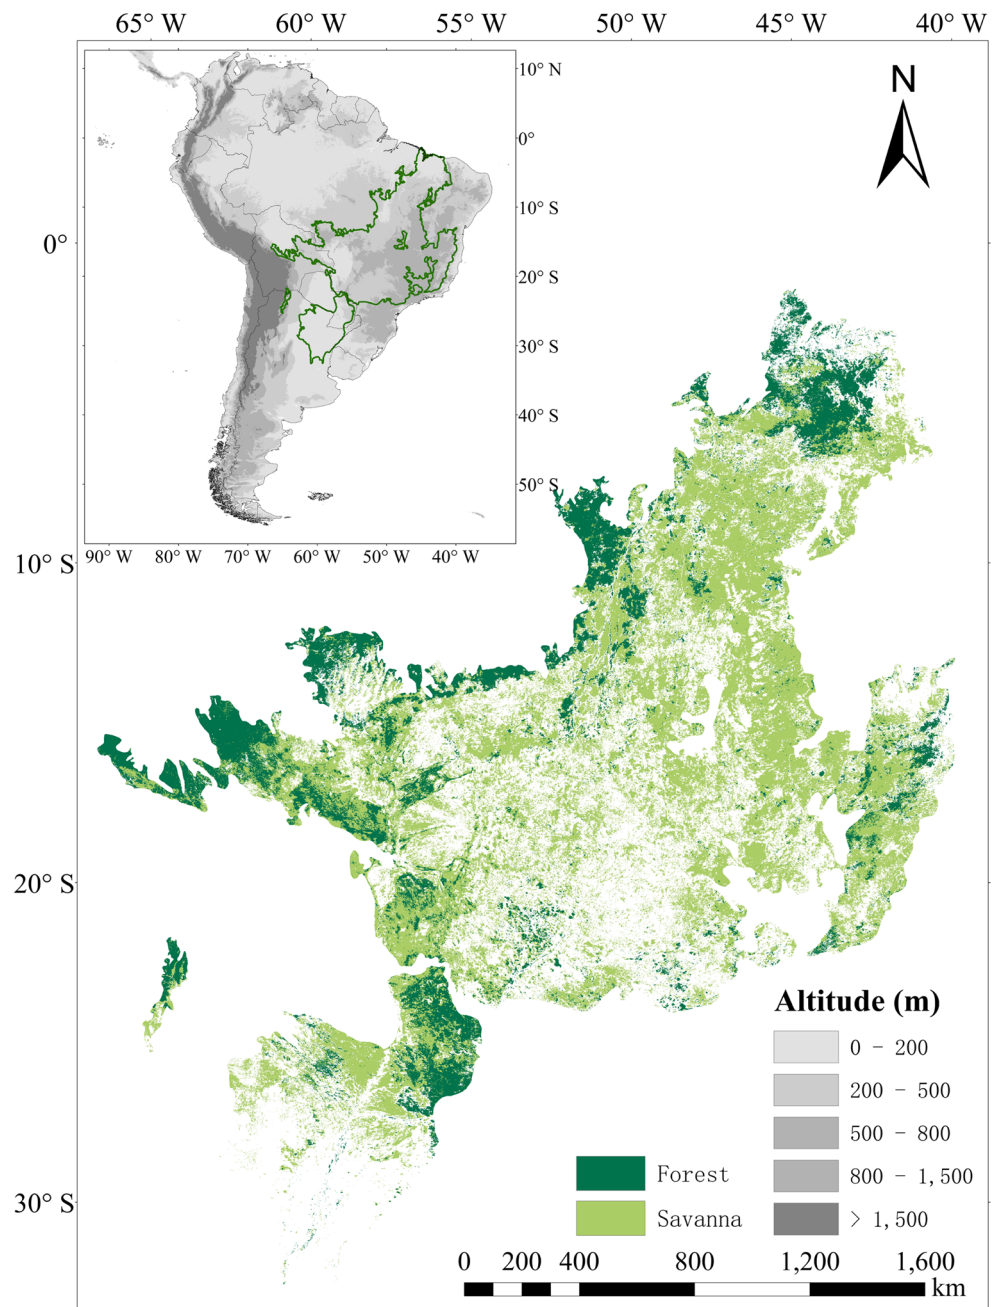 65° W 60° W 55° W 50° W 45° W 40° W
10° N
0°
10° S
20° S
30° S
40° S
50° S
90° W 80° W 70° W 60° W 50° W 40° W
N
0°
10° S
20° S
30° S
Altitude (m)
0 - 200
200 - 500
500 - 800
800 - 1,500
> 1,500
Forest
Savanna
0 200 400 800 1,200 1,600
km